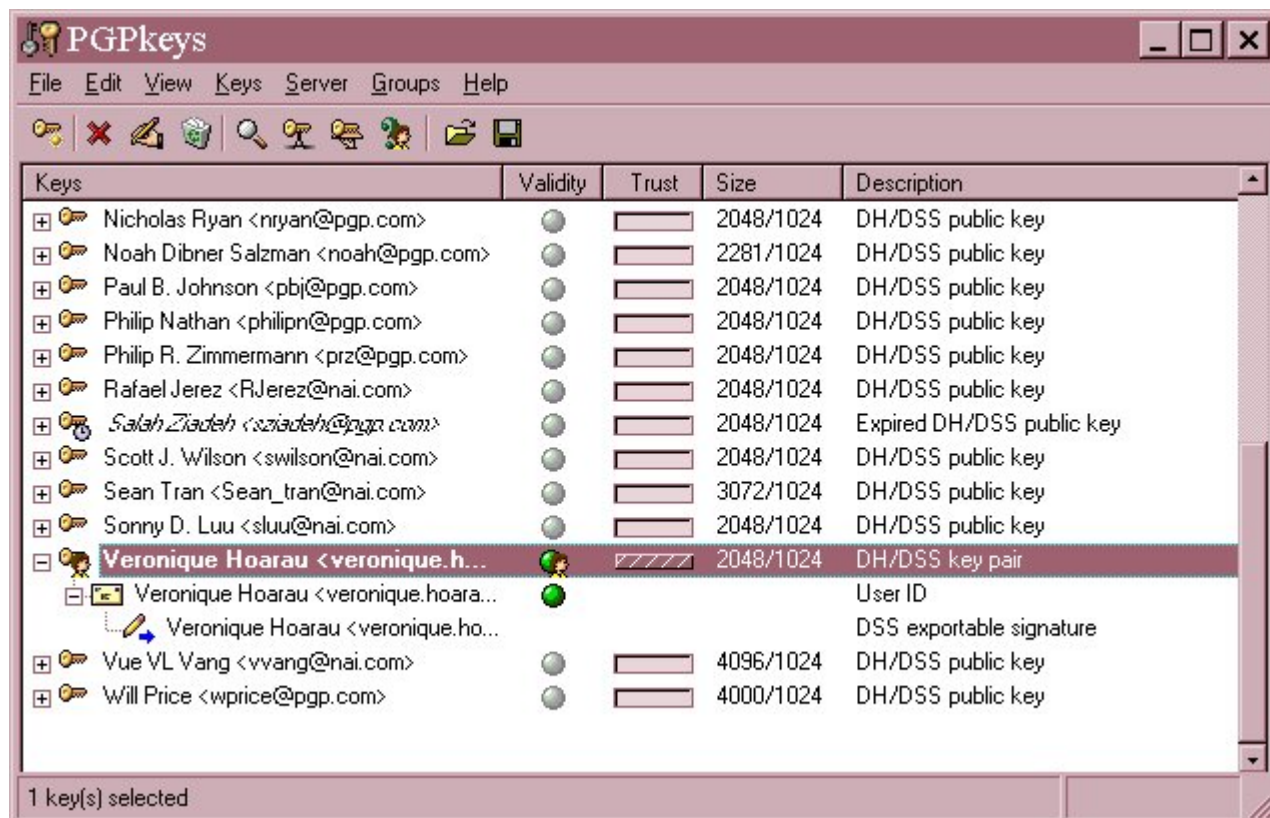 PGPkeys
File Edit View Keys Server Groups Help
Keys Validity Trust Size Description
Nicholas Ryan <nryan@pgp.com> 2048/1024 DH/DSS public key
Noah Dibner Salzman <noah@pgp.com> 2281/1024 DH/DSS public key
Paul B. Johnson <pbj@pgp.com> 2048/1024 DH/DSS public key
Philip Nathan <philipn@pgp.com> 2048/1024 DH/DSS public key
Philip R. Zimmermann <prz@pgp.com> 2048/1024 DH/DSS public key
Rafael Jerez <RJerez@nai.com> 2048/1024 DH/DSS public key
Salah Ziadeh <sziadeh@pgp.com> 2048/1024 Expired DH/DSS public key
Scott J. Wilson <swilson@nai.com> 2048/1024 DH/DSS public key
Sean Tran <Sean_tran@nai.com> 3072/1024 DH/DSS public key
Sonny D. Luu <sluu@nai.com> 2048/1024 DH/DSS public key
Veronique Hoarau <veronique.h... 2048/1024 DH/DSS key pair
Veronique Hoarau <veronique.hoara... User ID
Veronique Hoarau <veronique.ho... DSS exportable signature
Vue VL Vang <vvang@nai.com> 4096/1024 DH/DSS public key
Will Price <wprice@pgp.com> 4000/1024 DH/DSS public key
1 key(s) selected